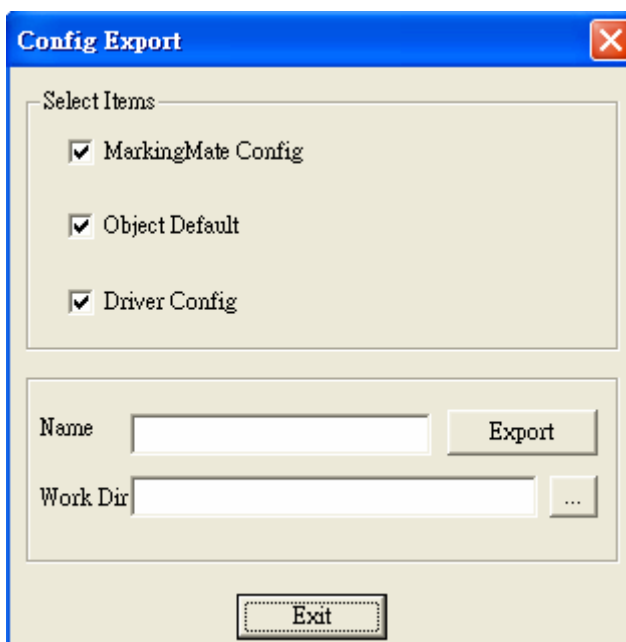 Config Export
Select Items
MarkingMate Config
Object Default
Driver Config
Name
Export
Work Dir
...
Exit